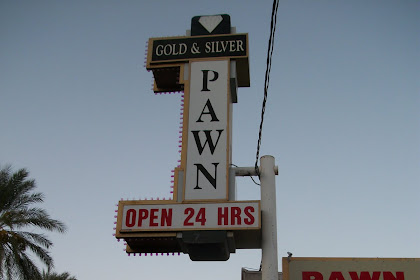 GOLD & SILVER
PAWN
OPEN 24 HRS
PAWN